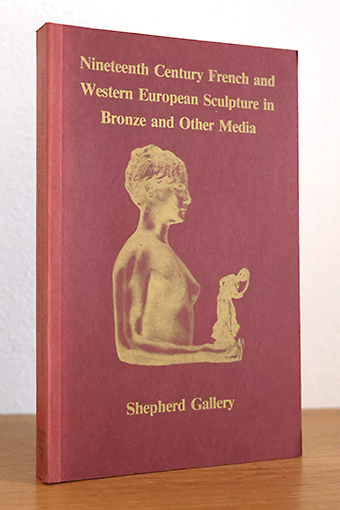 Nineteenth Century French and
Western European Sculpture in
Bronze and Other Media
Shepherd Gallery